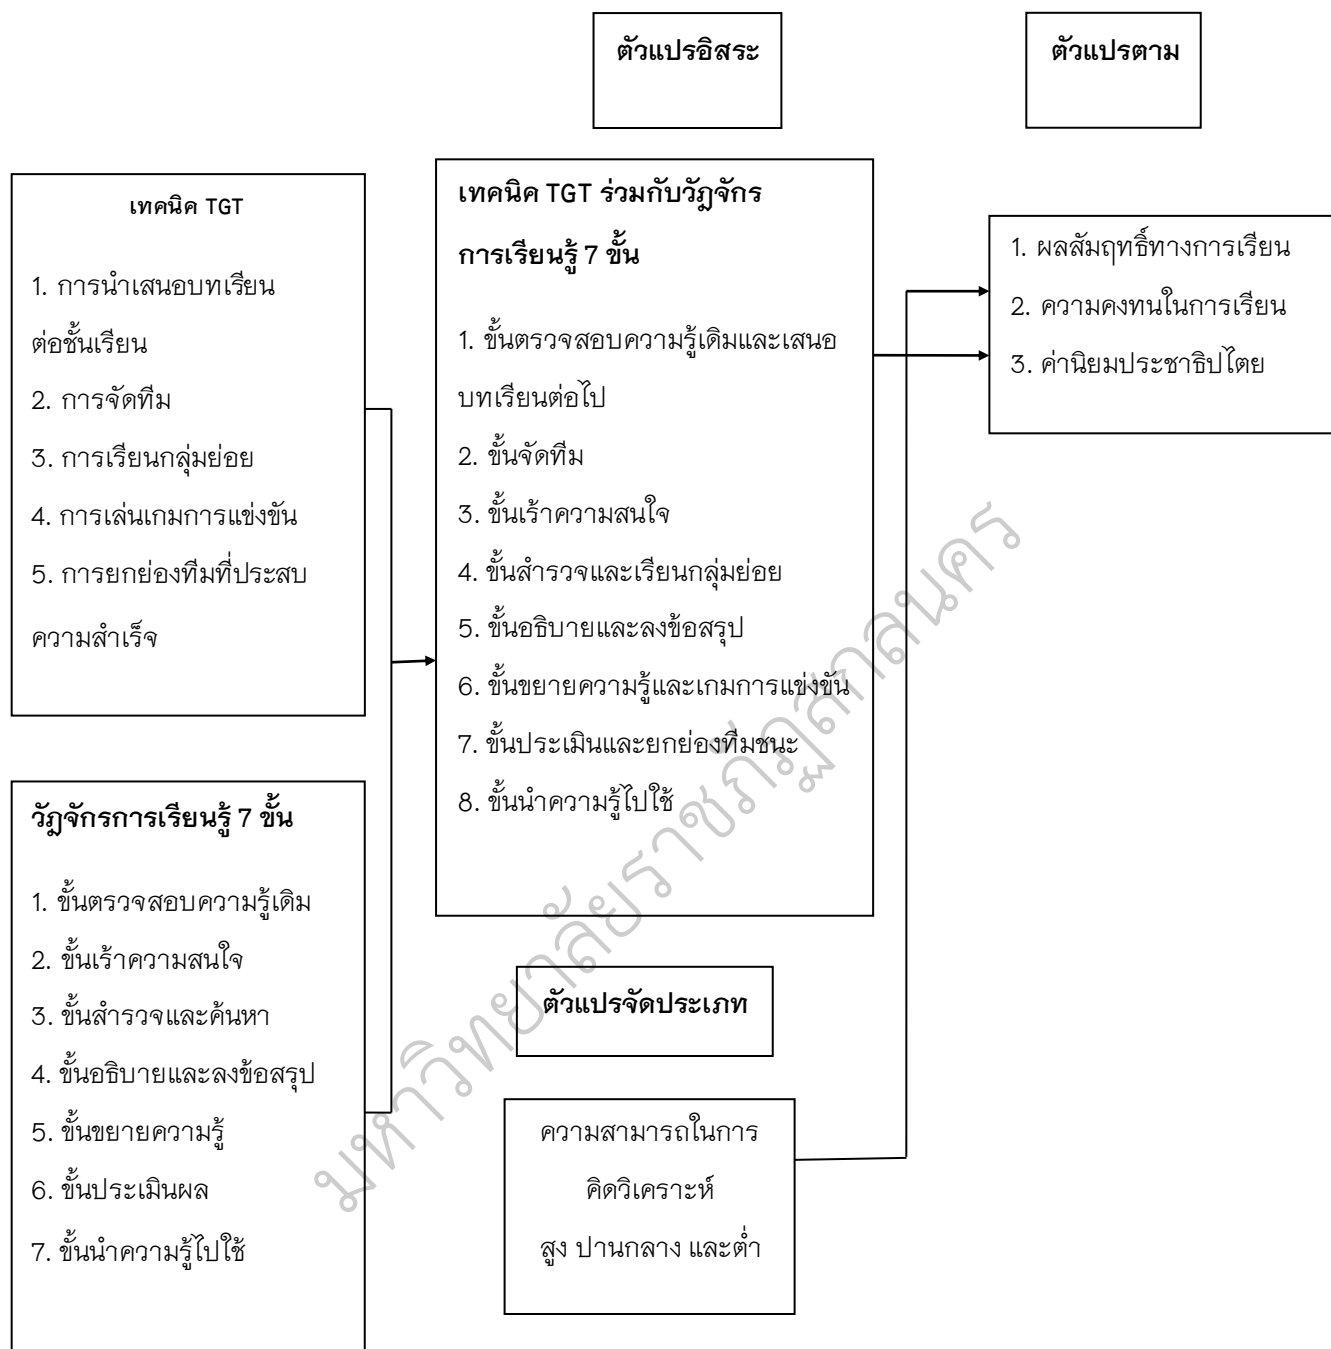 ตัวแปรอิสระ
ตัวแปรตาม
เทคนิค TGT
1. การนำเสนอบทเรียน
ต่อชั้นเรียน
2. การจัดทีม
3. การเรียนกลุ่มย่อย
4. การเล่นเกมการแข่งขัน
5. การยกย่องทีมที่ประสบ
ความสำเร็จ
เทคนิค TGT ร่วมกับวัฎจักร
การเรียนรู้ 7 ขั้น
1. ขั้นตรวจสอบความรู้เดิมและเสนอ
บทเรียนต่อไป
2. ขั้นจัดทีม
3. ขั้นเร้าความสนใจ
4. ขั้นสำรวจและเรียนกลุ่มย่อย
5. ขั้นอธิบายและลงข้อสรุป
6. ขั้นขยายความรู้และเกมการแข่งขัน
7. ขั้นประเมินและยกย่องทีมชนะ
8. ขั้นนำความรู้ไปใช้
1. ผลสัมฤทธิ์ทางการเรียน
2. ความคงทนในการเรียน
3. ค่านิยมประชาธิปไตย
วัฎจักรการเรียนรู้ 7 ขั้น
1. ขั้นตรวจสอบความรู้เดิม
2. ขั้นเร้าความสนใจ
3. ขั้นสำรวจและค้นหา
4. ขั้นอธิบายและลงข้อสรุป
5. ขั้นขยายความรู้
6. ขั้นประเมินผล
7. ขั้นนำความรู้ไปใช้
ตัวแปรจัดประเภท
ความสามารถในการ
คิดวิเคราะห์
สูง ปานกลาง และต่ำ
มหาวิทยาลัยราชภัฏสกลนคร